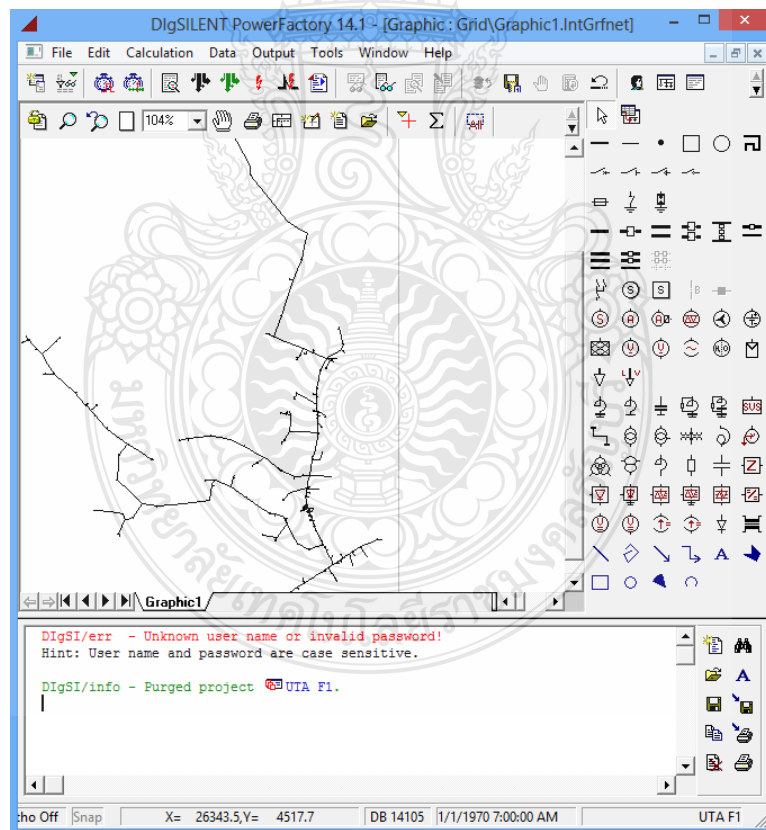 DIgSILENT PowerFactory 14.1 - [Graphic : Grid\Graphic1.IntGrfnet]
File Edit Calculation Data Output Tools Window Help
104%
Graphic1
DIgSI/err - Unknown user name or invalid password!
Hint: User name and password are case sensitive.
DIgSI/info - Purged project UTA F1.
tho Off Snap X= 26343.5,Y= 4517.7 DB 14105 1/1/1970 7:00:00 AM UTA F1